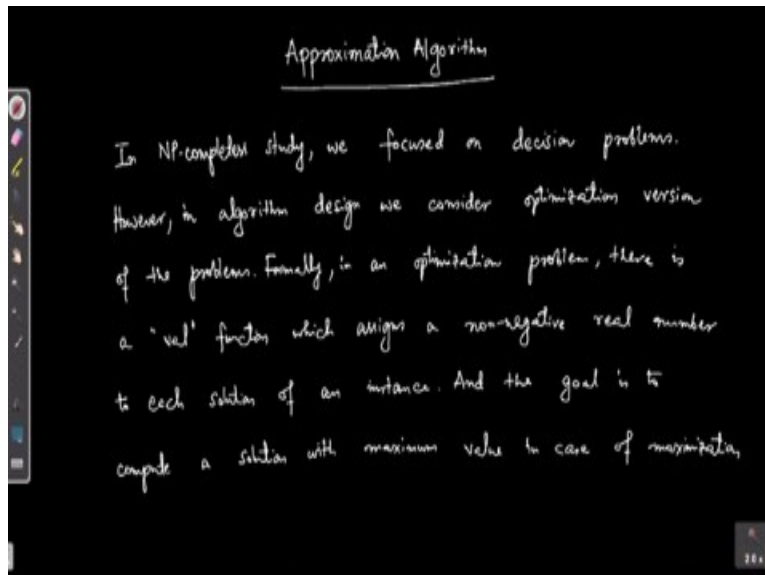 Approximation Algorithm
In NP-completeness study, we focused on decision problems.
However, in algorithm design we consider optimization version
of the problems. Formally, in an optimization problem, there is
a "val" function which assigns a non-negative real number
to each solution of an instance. And the goal is to
compute a solution with maximum value in case of maximization